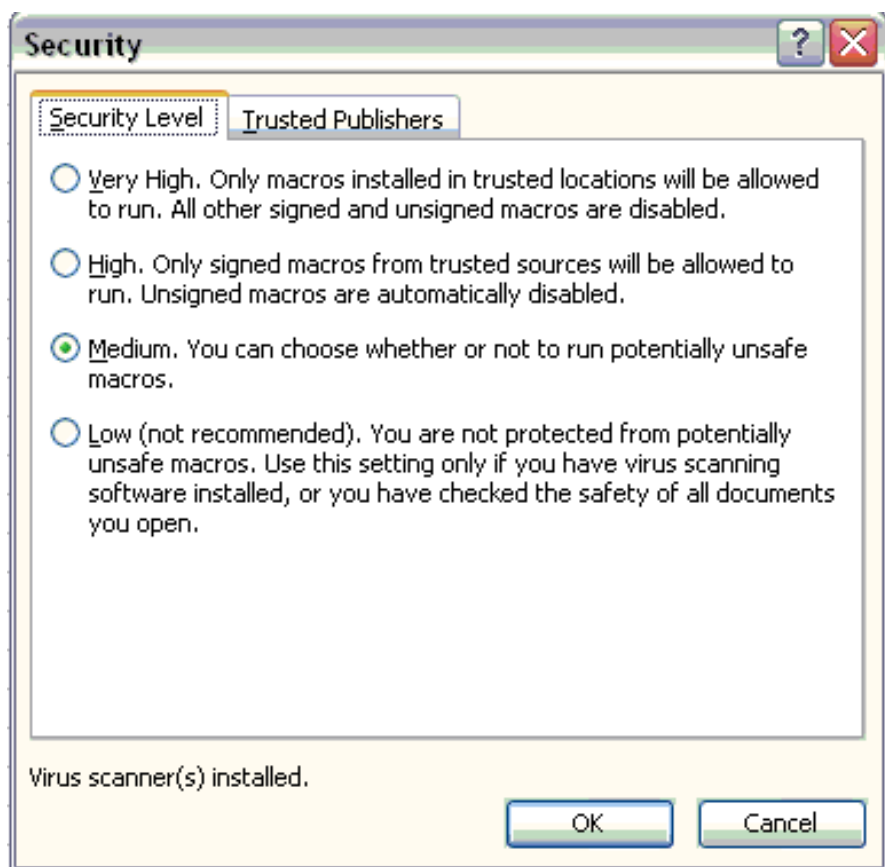 Security
Security Level
Trusted Publishers
Very High. Only macros installed in trusted locations will be allowed
to run. All other signed and unsigned macros are disabled.
High. Only signed macros from trusted sources will be allowed to
run. Unsigned macros are automatically disabled.
Medium. You can choose whether or not to run potentially unsafe
macros.
Low (not recommended). You are not protected from potentially
unsafe macros. Use this setting only if you have virus scanning
software installed, or you have checked the safety of all documents
you open.
Virus scanner(s) installed.
OK
Cancel